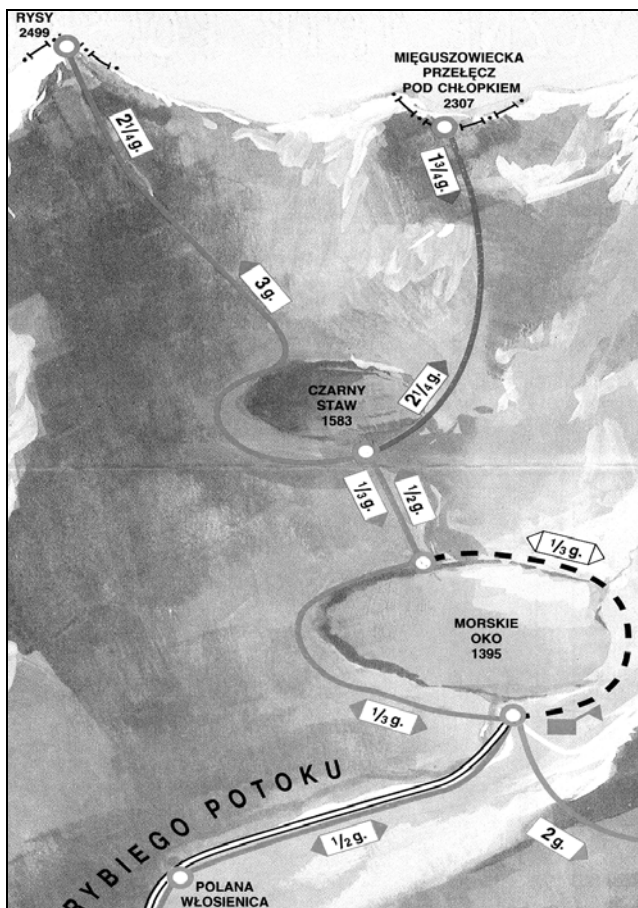 RYSY
2499
MIĘGUSZOWIECKA
PRZEŁĘCZ
POD CHŁOPKIEM
2307
2¼ g.
1¾ g.
3 g.
CZARNY
STAW
1583
2¼ g.
⅓ g.
½ g.
⅓ g.
MORSKIE
OKO
1395
⅓ g.
RYBIEGO POTOKU
½ g.
2 g.
POLANA
WŁOSIENICA